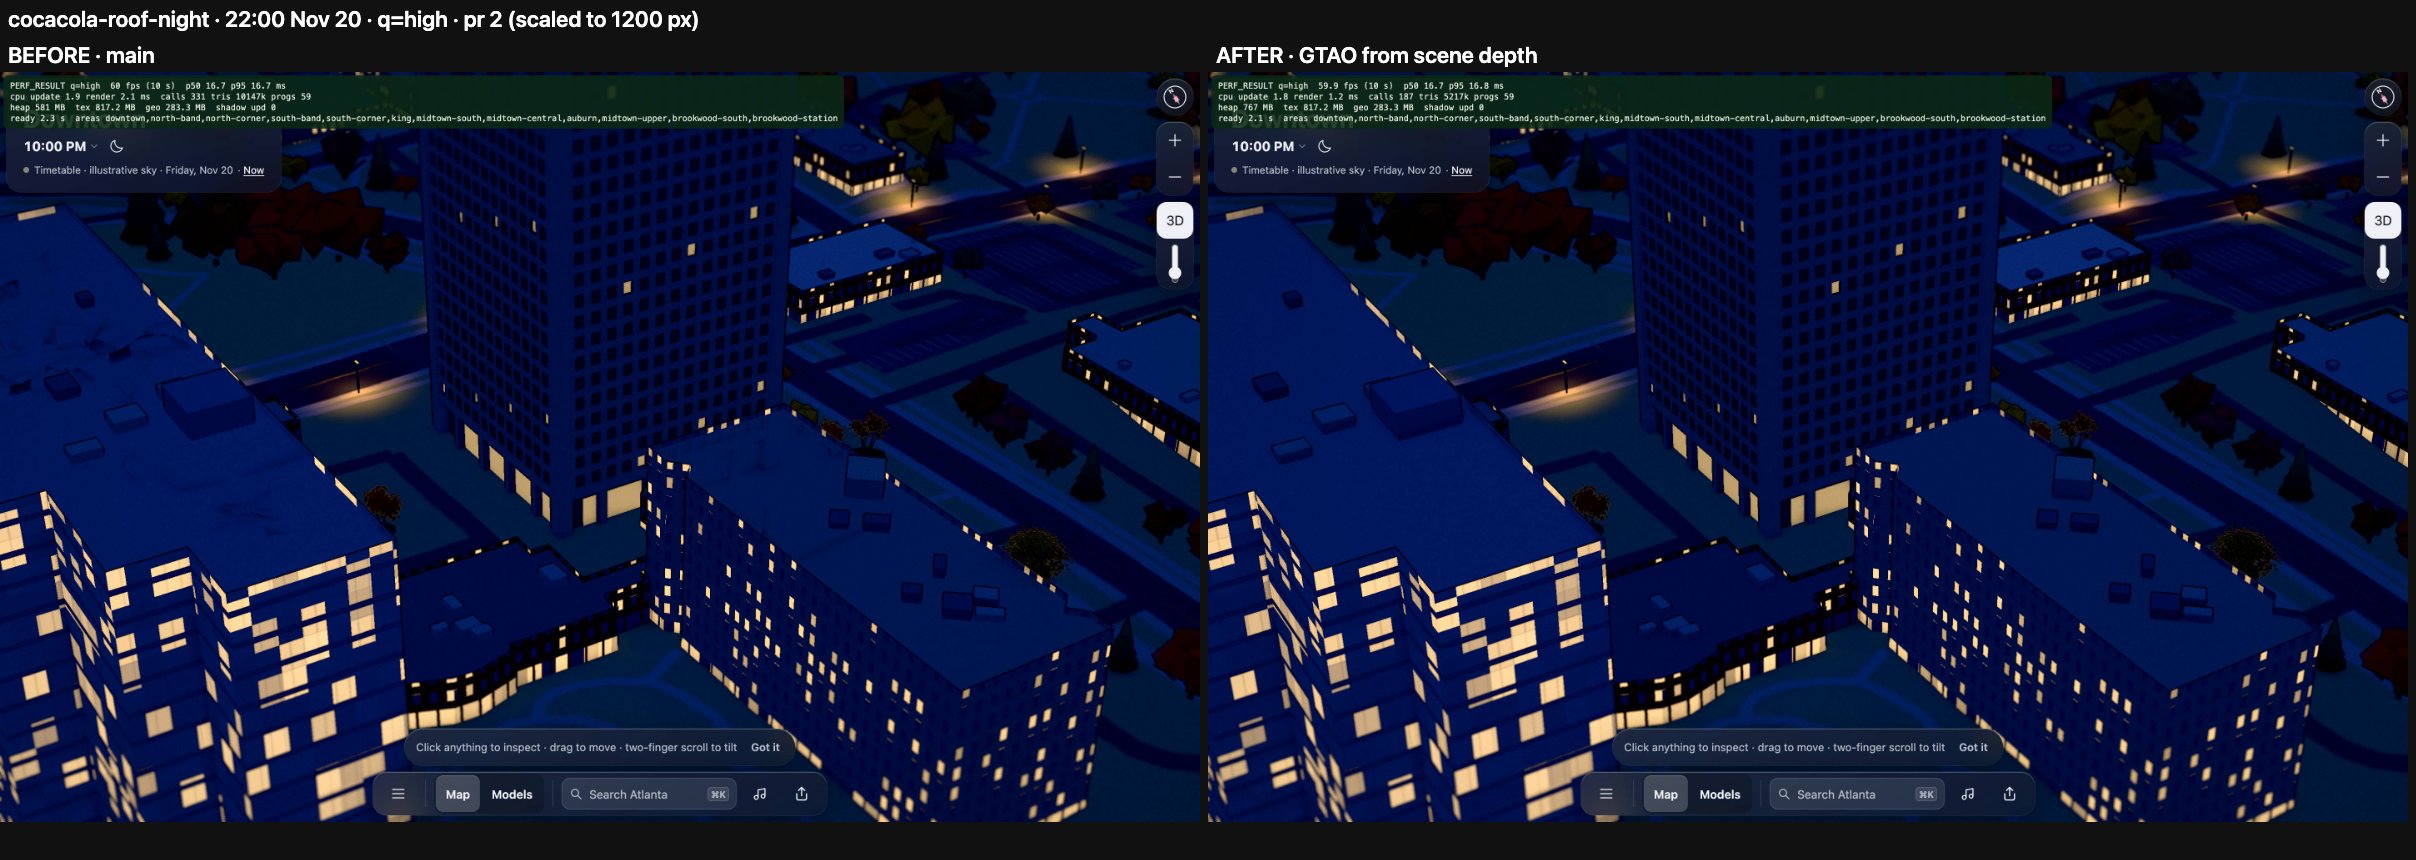 cocacola-roof-night · 22:00 Nov 20 · q=high · pr 2 (scaled to 1200 px)
BEFORE · main
PERF_RESULT q=high 60 fps (10 s) p50 16.7 p95 16.7 ms
cpu update 1.9 render 2.1 ms calls 331 tris 10147k progs 59
heap 581 MB tex 817.2 MB geo 283.3 MB shadow upd 0
ready 2.3 s areas downtown,north-band,north-corner,south-band,south-corner,king,midtown-south,midtown-central,auburn,midtown-upper,brookwood-south,brookwood-station
Downtown
10:00 PM
Timetable · illustrative sky · Friday, Nov 20 · Now
+
−
3D
Click anything to inspect · drag to move · two-finger scroll to tilt Got it
Map Models Search Atlanta ⌘K
AFTER · GTAO from scene depth
PERF_RESULT q=high 59.9 fps (10 s) p50 16.7 p95 16.8 ms
cpu update 1.8 render 1.2 ms calls 187 tris 5217k progs 59
heap 767 MB tex 817.2 MB geo 283.3 MB shadow upd 0
ready 2.1 s areas downtown,north-band,north-corner,south-band,south-corner,king,midtown-south,midtown-central,auburn,midtown-upper,brookwood-south,brookwood-station
Downtown
10:00 PM
Timetable · illustrative sky · Friday, Nov 20 · Now
+
−
3D
Click anything to inspect · drag to move · two-finger scroll to tilt Got it
Map Models Search Atlanta ⌘K